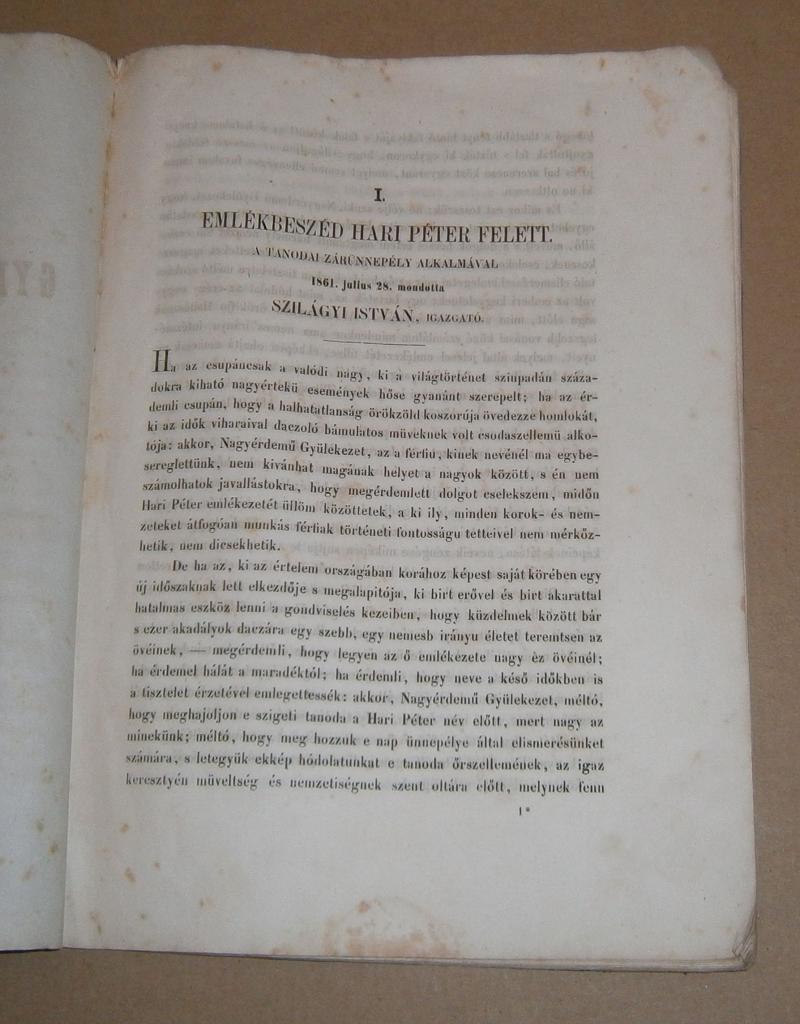 I.
EMLÉKBESZÉD HARI PÉTER FELETT.
A TANODAI ZÁRÜNNEPÉLY ALKALMÁVAL
1861. julius 28. mondotta
SZILÁGYI ISTVÁN, IGAZGATÓ.
Ha az csupáncsak a valódi nagy, ki a világtörténet szinpadán száza-
dokra kiható nagyértekü események hőse gyanánt szerepelt; ha az ér-
demli csupán, hogy a halhatatlanság örökzöld koszorúja övedezze homlokát,
ki az idők viharaival daczoló bámulatos müveknek volt csodaszellemü alko-
tója: akkor, Nagyérdemű Gyülekezet, az a férfiu, kinek nevénél ma egybe-
sereglettünk, nem kivánhat magának helyet a nagyok között, s én nem
számolhatok javallástokra, hogy megérdemlett dolgot cselekszem, midőn
Hari Péter emlékezetét üllöm közöttetek, a ki ily, minden korok- és nem-
zeteket átfogóan munkás férfiak történeti fontosságu tetteivel nem mérkőz-
hetik, nem dicsekhetik.
De ha az, ki az értelem országában korához képest saját körében egy
új időszaknak lett elkezdője s megalapitója, ki birt erővel és birt akarattal
hatalmas eszköz lenni a gondviselés kezeiben, hogy küzdelmek között bár
s ezer akadályok daczára egy szebb, egy nemesb irányu életet teremtsen az
övéinek, — megérdemli, hogy legyen az ő emlékezete nagy éz övéinél;
ha érdemel hálát a maradéktól; ha érdemli, hogy neve a késő időkben is
a tisztelet érzetével emlegettessék: akkor, Nagyérdemű Gyülekezet, méltó,
hogy meghajoljon e szigeti tanoda a Hari Péter név előtt, mert nagy az
minekünk; méltó, hogy meg hozzuk e nap ünnepélye által elismerésünket
számára, s letegyük ekkép hódolatunkat e tanoda őrszellemének, az igaz
keresztyén müveltség és nemzetiségnek szent oltára előtt, melynek fenn
1*